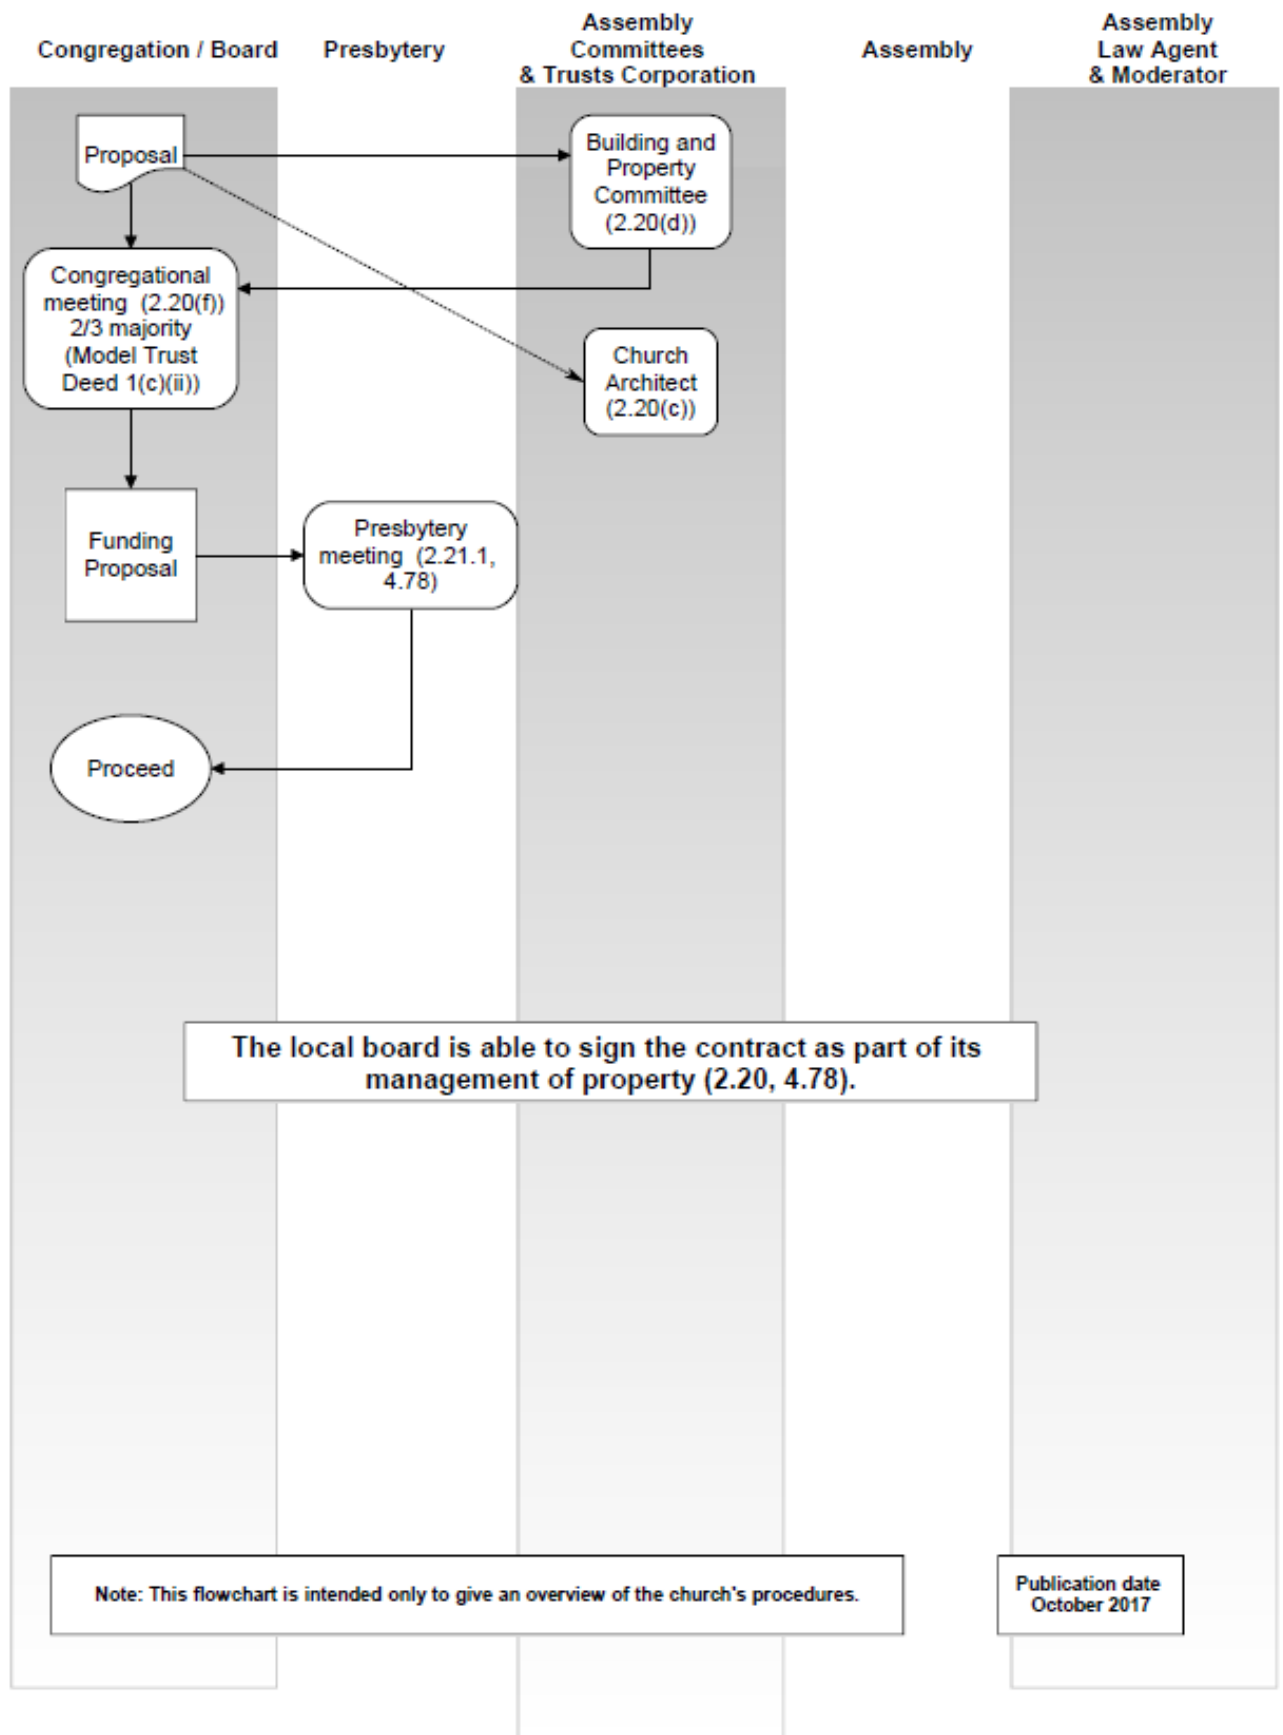 Congregation / Board
Presbytery
Assembly
Committees
& Trusts Corporation
Assembly
Assembly
Law Agent
& Moderator
Proposal
Building and
Property
Committee
(2.20(d))
Congregational
meeting (2.20(f))
2/3 majority
(Model Trust
Deed 1(c)(ii))
Church
Architect
(2.20(c))
Funding
Proposal
Presbytery
meeting (2.21.1,
4.78)
Proceed
The local board is able to sign the contract as part of its
management of property (2.20, 4.78).
Note: This flowchart is intended only to give an overview of the church's procedures.
Publication date
October 2017